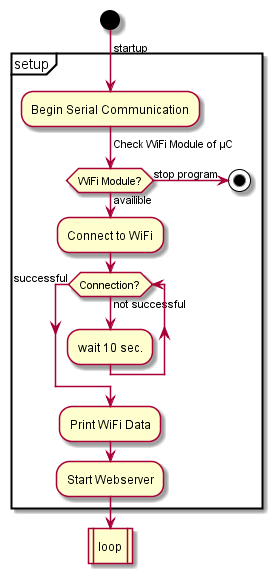 startup
setup
Begin Serial Communication
Check WiFi Module of µC
WiFi Module?
stop program
availible
Connect to WiFi
successful
Connection?
not successful
wait 10 sec.
Print WiFi Data
Start Webserver
loop